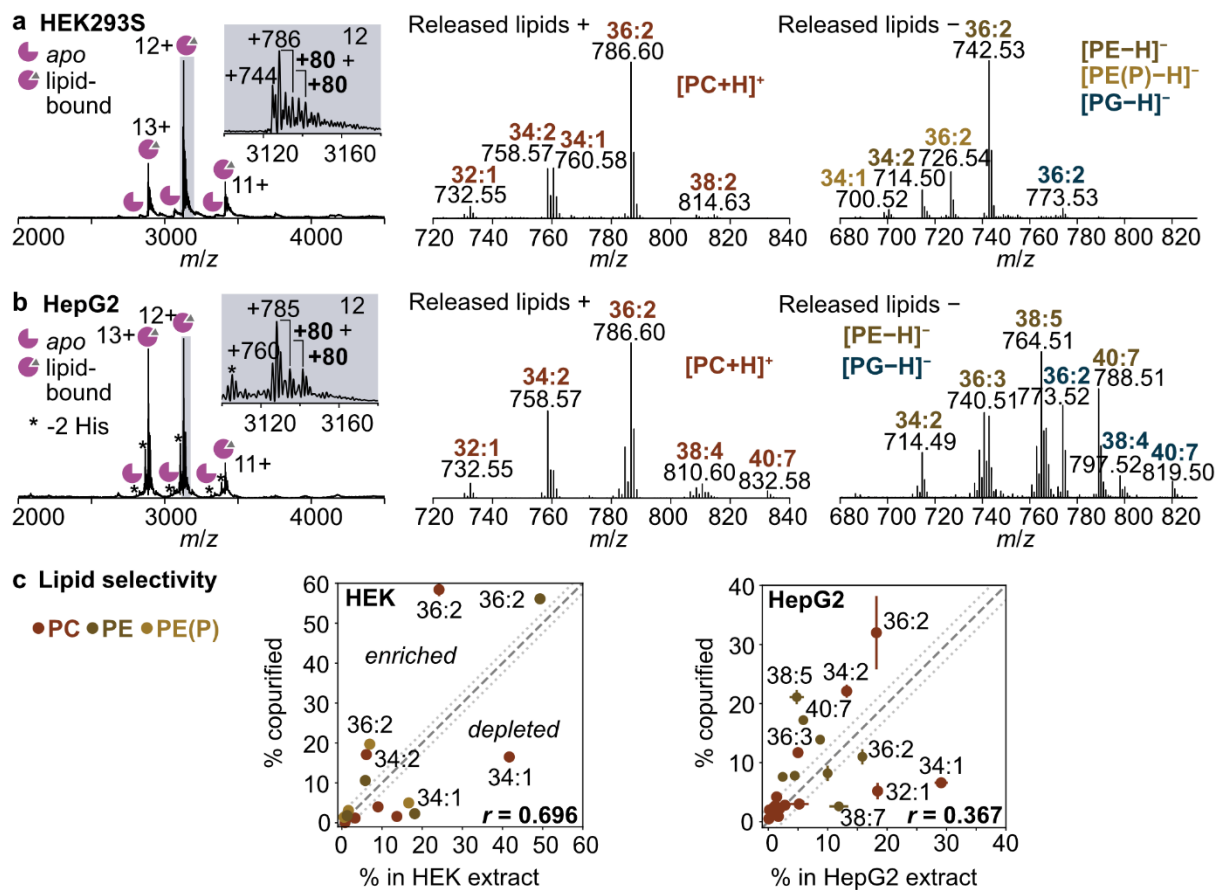 a HEK293S
apo
lipid-
bound
12+
13+
11+
+786
12
+744
+80 +
+80
3120 3160
2000 3000 4000
m/z
Released lipids +
36:2
786.60
[PC+H]+
34:2
758.57
34:1
760.58
32:1
732.55
38:2
814.63
720 740 760 780 800 820 840
m/z
Released lipids −
36:2
742.53
[PE−H]−
[PE(P)−H]−
[PG−H]−
36:2
726.54
34:2
714.50
34:1
700.52
36:2
773.53
680 700 720 740 760 780 800 820
m/z
b HepG2
apo
lipid-
bound
* -2 His
12+
13+
11+
* * * * * *
+785
12
+760
*
+80 +
+80
3120 3160
2000 3000 4000
m/z
Released lipids +
36:2
786.60
[PC+H]+
34:2
758.57
32:1
732.55
38:4
810.60
40:7
832.58
720 740 760 780 800 820 840
m/z
Released lipids −
[PE−H]−
[PG−H]−
38:5
764.51
40:7
788.51
36:3
740.51
36:2
773.52
34:2
714.49
38:4
797.52
40:7
819.50
680 700 720 740 760 780 800 820
m/z
c Lipid selectivity
PC PE PE(P)
HEK
% copurified
60
50
40
30
20
10
0
36:2
36:2
enriched
depleted
36:2
34:2
34:1
34:1
r = 0.696
0 10 20 30 40 50 60
% in HEK extract
HepG2
% copurified
40
30
20
10
0
36:2
34:2
38:5
40:7
36:3
36:2
34:1
32:1
38:7
r = 0.367
0 10 20 30 40
% in HepG2 extract